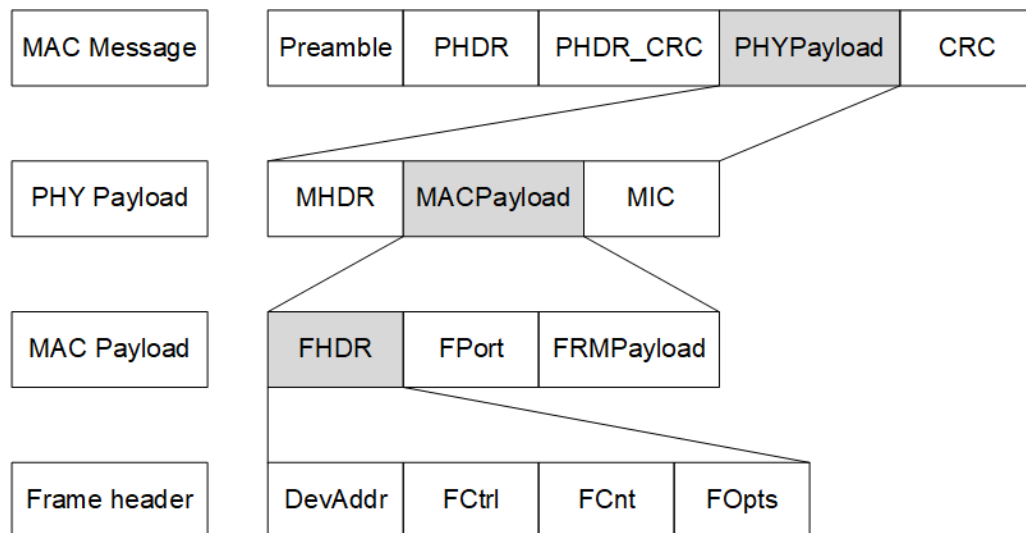 MAC Message Preamble PHDR PHDR_CRC PHYPayload CRC
PHY Payload MHDR MACPayload MIC
MAC Payload FHDR FPort FRMPayload
Frame header DevAddr FCtrl FCnt FOpts